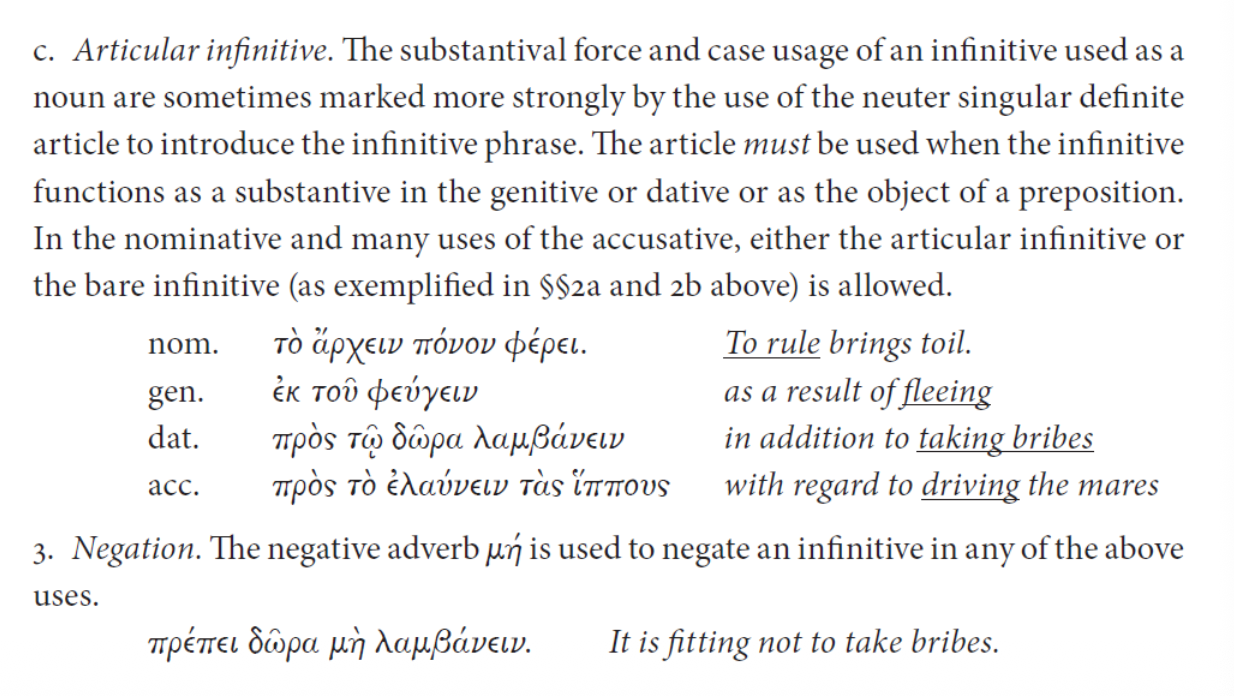 c. Articular infinitive. The substantival force and case usage of an infinitive used as a
noun are sometimes marked more strongly by the use of the neuter singular definite
article to introduce the infinitive phrase. The article must be used when the infinitive
functions as a substantive in the genitive or dative or as the object of a preposition.
In the nominative and many uses of the accusative, either the articular infinitive or
the bare infinitive (as exemplified in §§2a and 2b above) is allowed.
nom. τὸ ἄρχειν πόνον φέρει. To rule brings toil.
gen. ἐκ τοῦ φεύγειν as a result of fleeing
dat. πρὸς τῷ δῶρα λαμβάνειν in addition to taking bribes
acc. πρὸς τὸ ἐλαύνειν τὰς ἵππους with regard to driving the mares
3. Negation. The negative adverb μή is used to negate an infinitive in any of the above
uses.
πρέπει δῶρα μὴ λαμβάνειν. It is fitting not to take bribes.